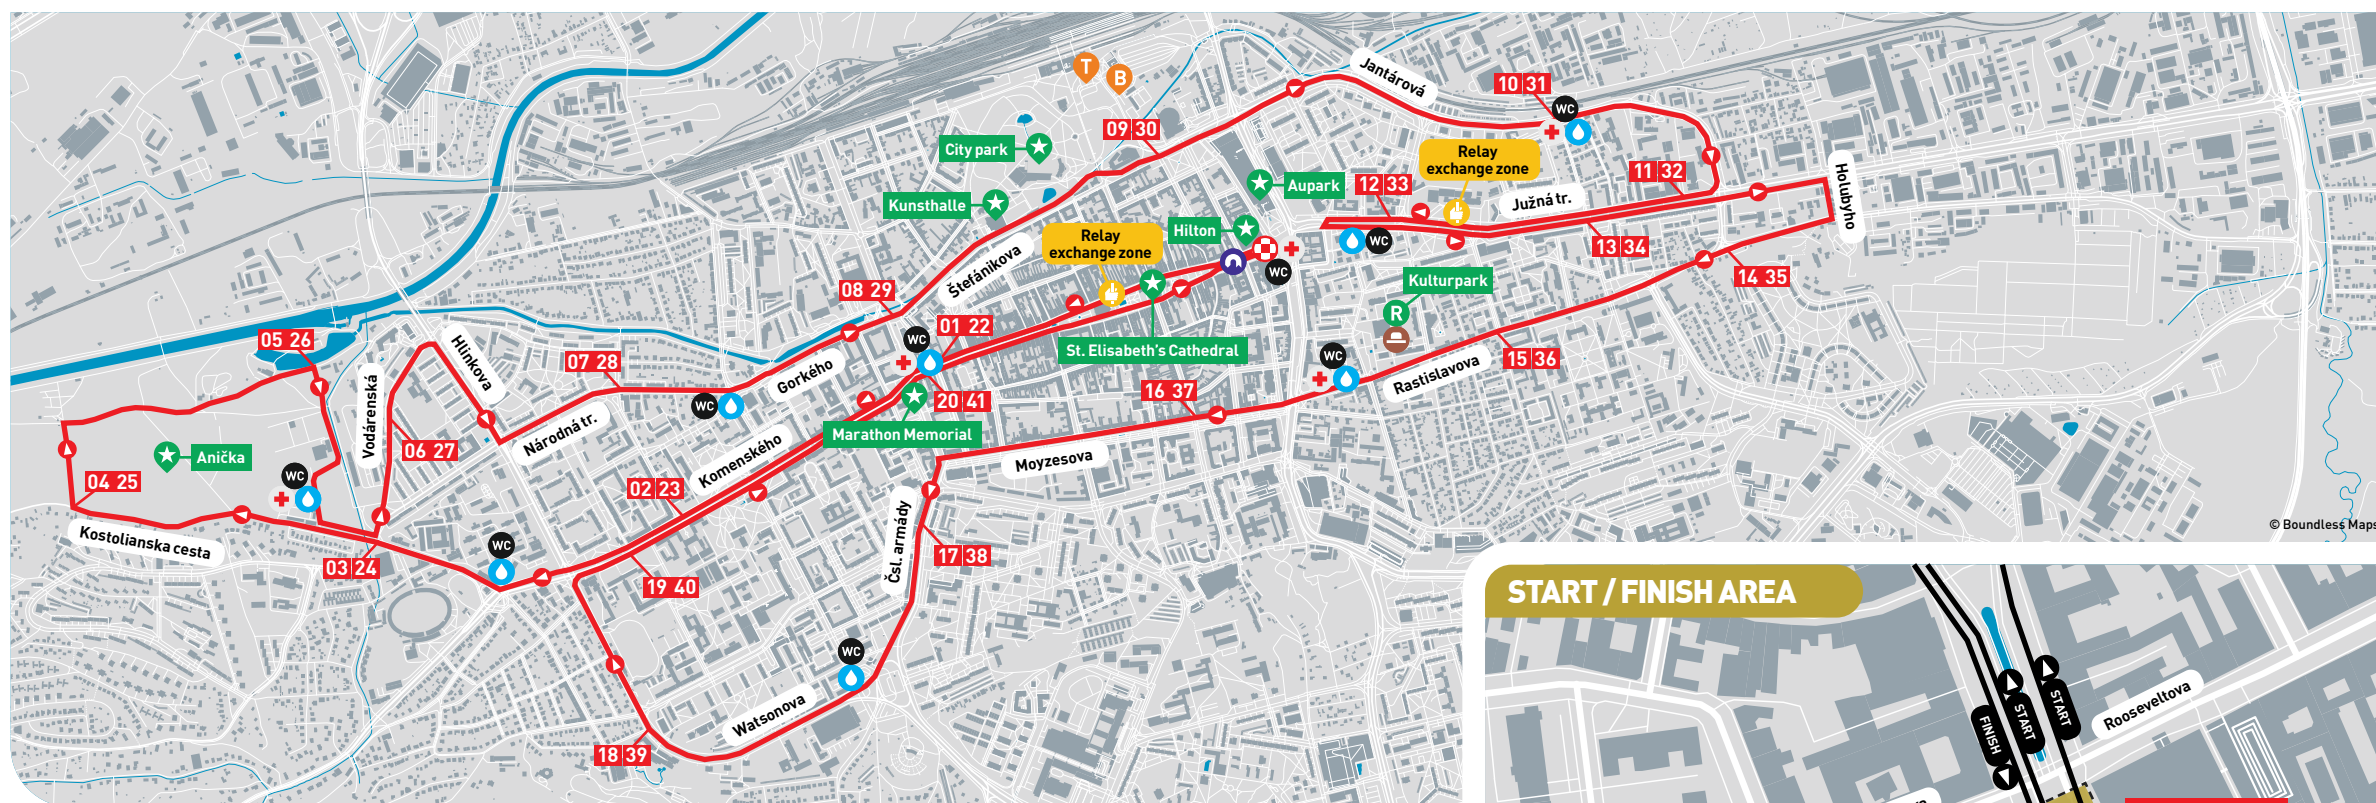 T
B
Jantárová
10 31
WC
09 30
City park
Relay
exchange zone
11 32
Holubyho
Aupark
12 33
Kunsthalle
Južná tr.
Hilton
Relay
exchange zone
WC
13 34
WC
Štefánikova
14 35
Kulturpark
08 29
R
01 22
WC
05 26
St. Elisabeth's Cathedral
Hlinkova
07 28
WC
15 36
Gorkého
Rastislavova
Vodárenská
WC
20 41
16 37
Národná tr.
Marathon Memorial
06 27
Anička
Komenského
Moyzesova
WC
04 25
02 23
Čsl. armády
© Boundless Maps
Kostolianska cesta
WC
17 38
03 24
19 40
START / FINISH AREA
WC
Watsonova
18 39
START
START
FINISH
Rooseveltova